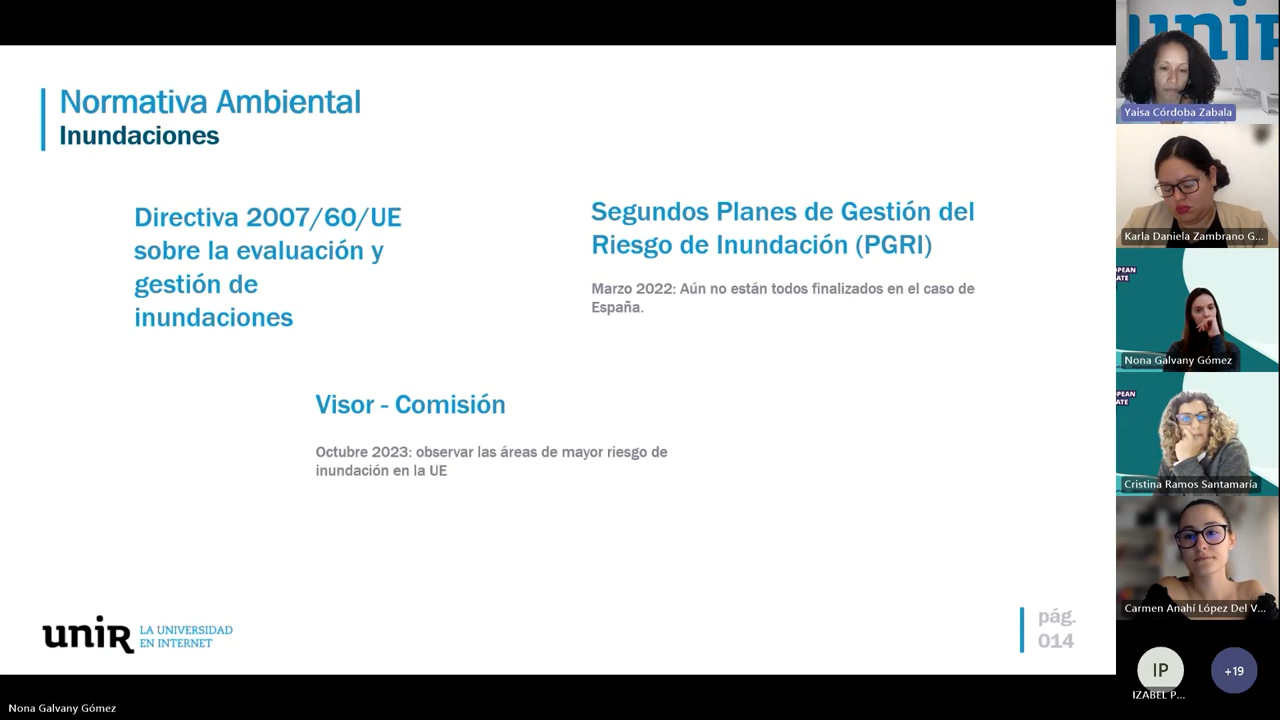 Normativa Ambiental
Inundaciones
Directiva 2007/60/UE
sobre la evaluación y
gestión de
inundaciones
Segundos Planes de Gestión del
Riesgo de Inundación (PGRI)
Marzo 2022: Aún no están todos finalizados en el caso de
España.
Visor - Comisión
Octubre 2023: observar las áreas de mayor riesgo de
inundación en la UE
unir LA UNIVERSIDAD
EN INTERNET
pág.
014
Nona Galvany Gómez
unir
Yaisa Córdoba Zabala
Karla Daniela Zambrano G...
Nona Galvany Gómez
Cristina Ramos Santamaría
Carmen Anahí López Del V...
IP
+19
IZABEL P...